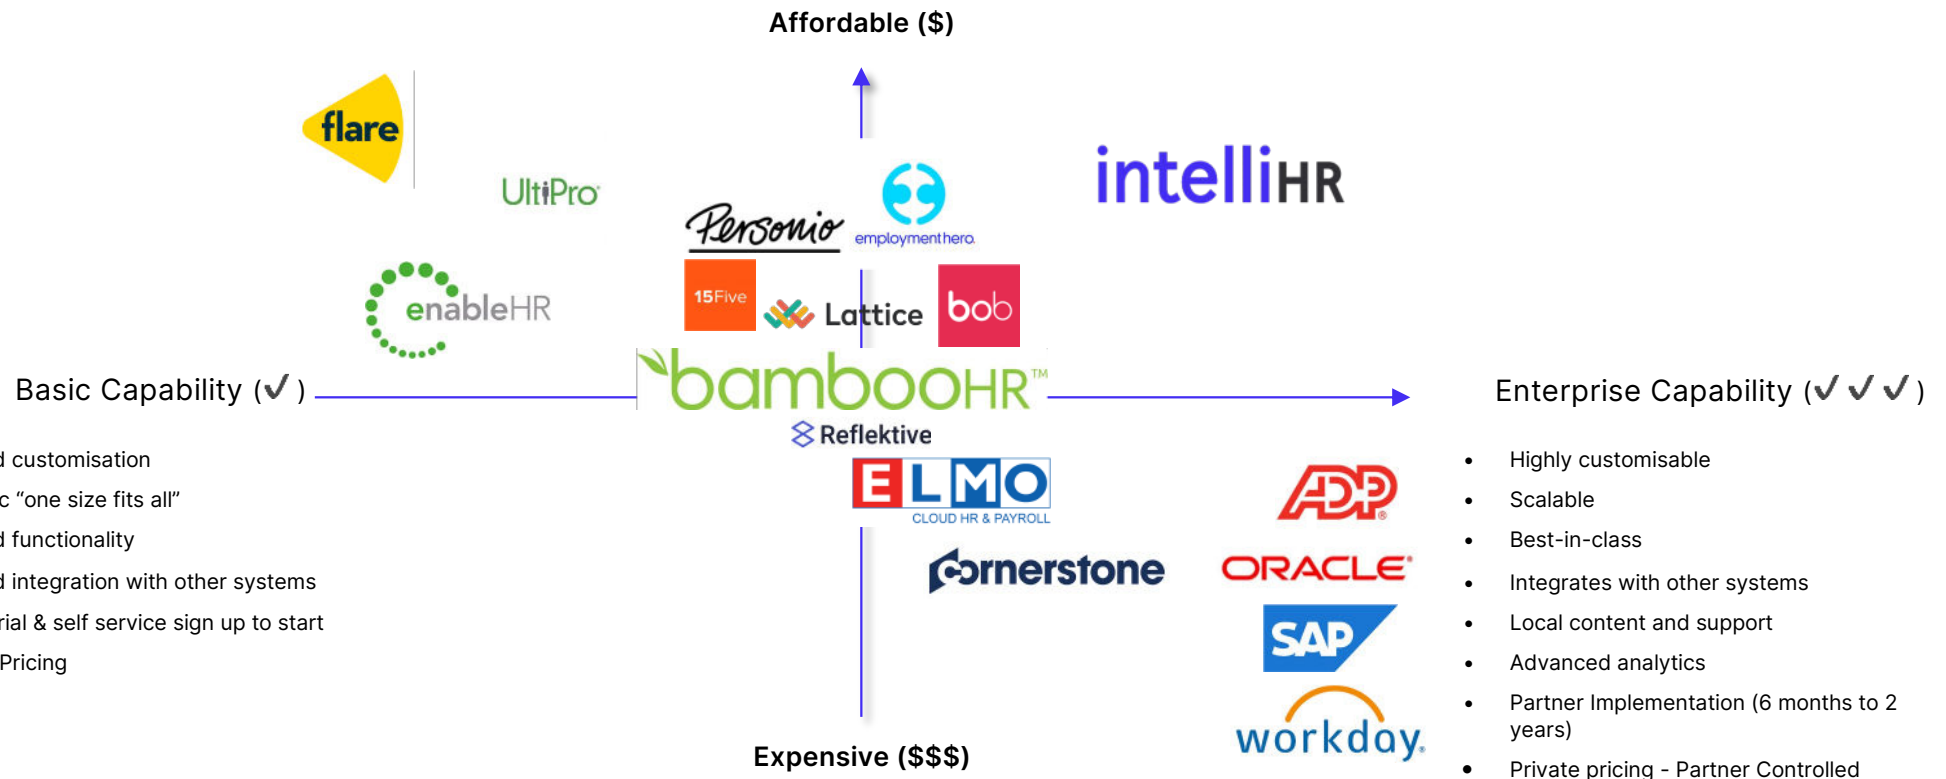 Affordable ($)
flare
UltiPro
Personio
employmenthero.
intelliHR
enableHR
15Five
Lattice
bob
bambooHR™
Basic Capability (✓)
Enterprise Capability (✓ ✓ ✓)
Reflektive
ELMO
CLOUD HR & PAYROLL
ADP®
cornerstone
ORACLE®
SAP
workday.
Expensive ($$$)
customisation
“one size fits all”
functionality
integration with other systems
& self service sign up to start
Pricing
• Highly customisable
• Scalable
• Best-in-class
• Integrates with other systems
• Local content and support
• Advanced analytics
• Partner Implementation (6 months to 2
years)
• Private pricing - Partner Controlled